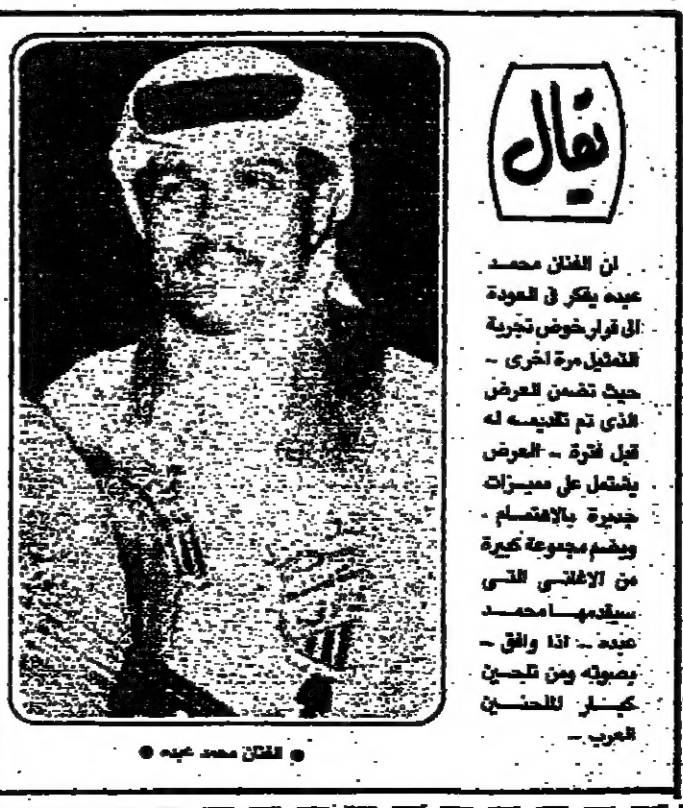 يقال
ان الفنان محمد
عبده يفكر في العودة
الى قرار خوض تجربة
التمثيل مرة اخرى ـ
حيث تضمن العرض
الذى تم تقديمه له
قبل فترة ـ العرض
يشتمل على مميزات
جديرة بالاهتمام .
ويضم مجموعة كبيرة
من الاغانى التى
سيقدمها محمد
عبده ـ اذا وافق ـ
بصوته ومن تلحين
كبار الملحنين
العرب ـ
● الفنان محمد عبده ●